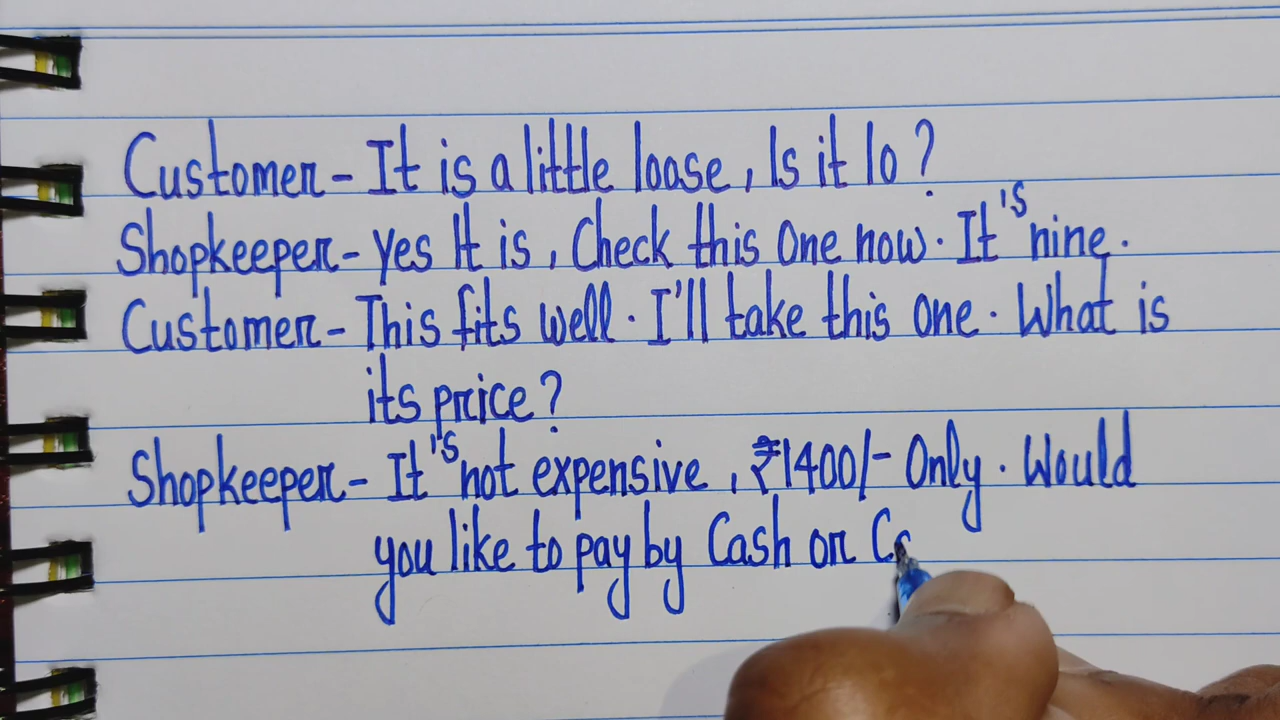 Customer - It is a little loase, Is it 10?
Shopkeeper - yes It is, Check this One now. It's nine.
Customer - This fits well. I'll take this one. What is
its price?
Shopkeeper - It's not expensive, ₹1400/- Only. Would
you like to pay by Cash or